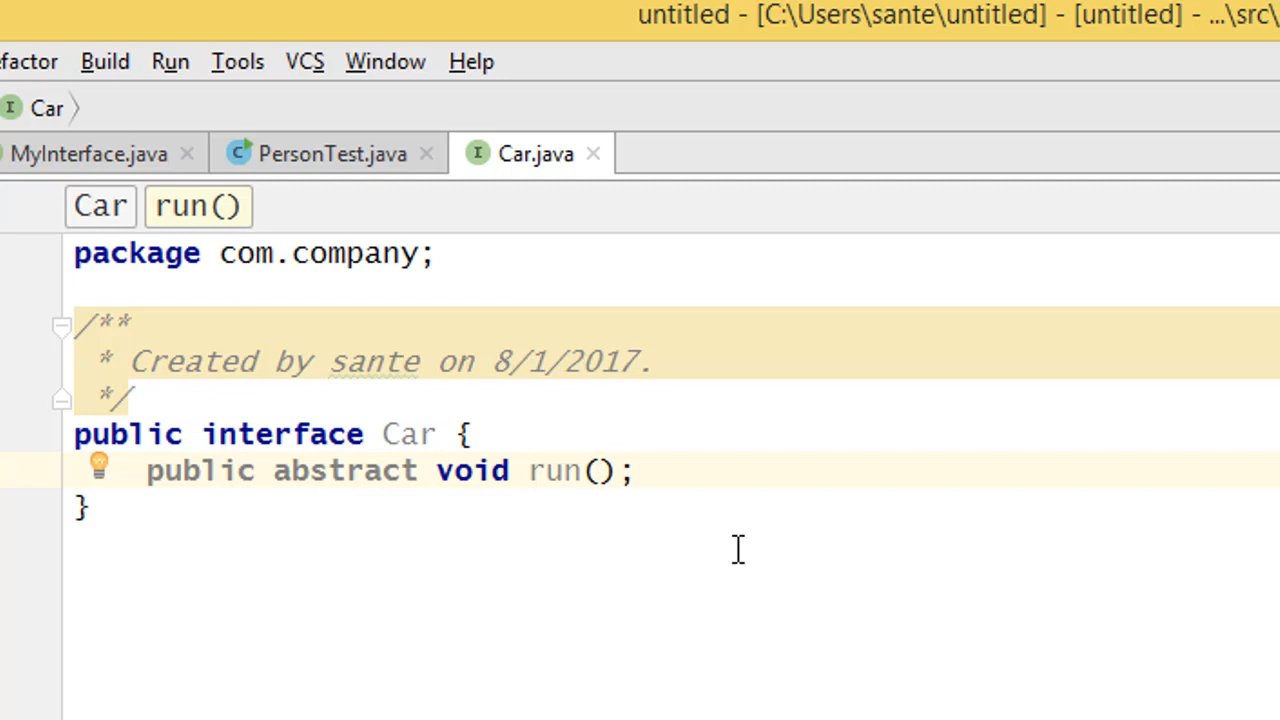 untitled - [C:\Users\sante\untitled] - [untitled] - ...\src\
efactor Build Run Tools VCS Window Help
I Car
MyInterface.java C PersonTest.java I Car.java
Car run()
package com.company;
/**
* Created by sante on 8/1/2017.
*/
public interface Car {
public abstract void run();
}